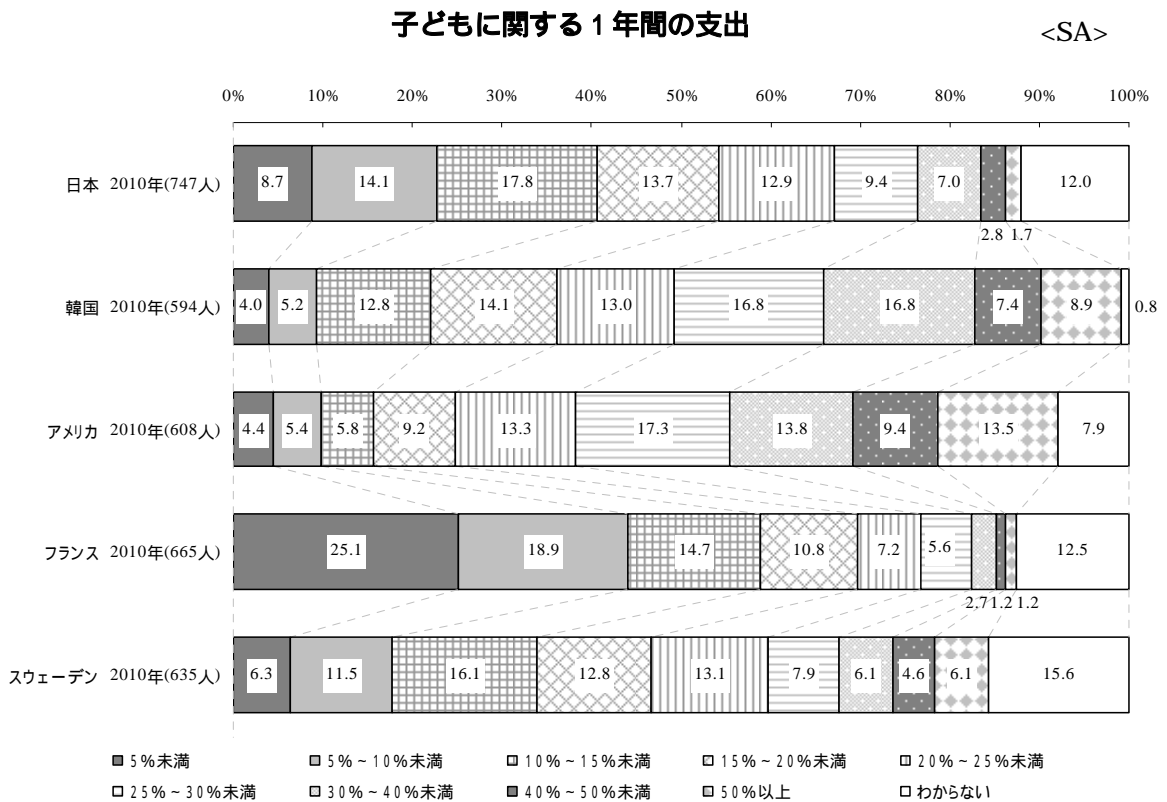 子どもに関する1年間の支出
<SA>
0% 10% 20% 30% 40% 50% 60% 70% 80% 90% 100%
日本 2010年(747人) 8.7 14.1 17.8 13.7 12.9 9.4 7.0 12.0
2.8 1.7
韓国 2010年(594人) 4.0 5.2 12.8 14.1 13.0 16.8 16.8 7.4 8.9 0.8
アメリカ 2010年(608人) 4.4 5.4 5.8 9.2 13.3 17.3 13.8 9.4 13.5 7.9
フランス 2010年(665人) 25.1 18.9 14.7 10.8 7.2 5.6 12.5
2.7 1.2 1.2
スウェーデン 2010年(635人) 6.3 11.5 16.1 12.8 13.1 7.9 6.1 4.6 6.1 15.6
5%未満 5%~10%未満 10%~15%未満 15%~20%未満 20%~25%未満
25%~30%未満 30%~40%未満 40%~50%未満 50%以上 わからない